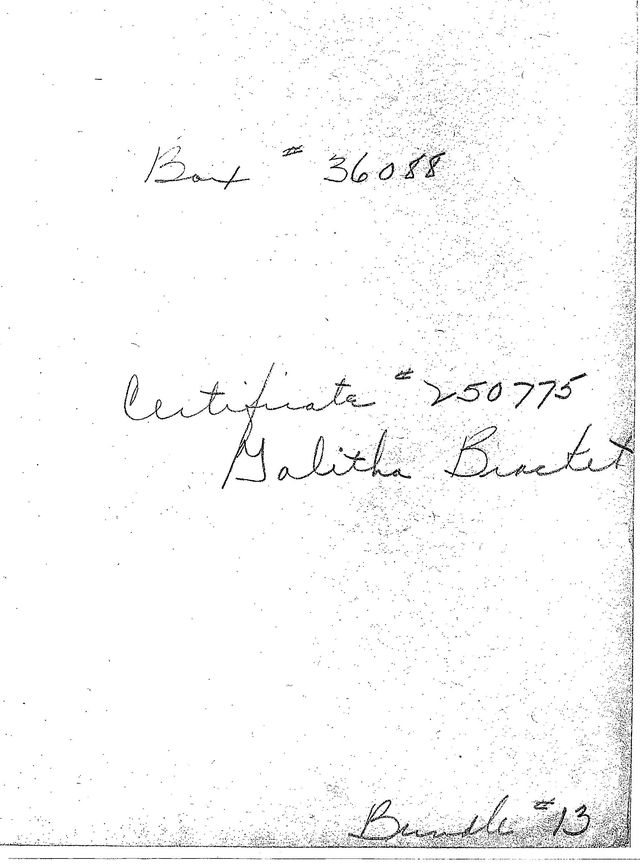 Box # 36088
Certificate # 250775
Galitha Bracket
Bundle # 13